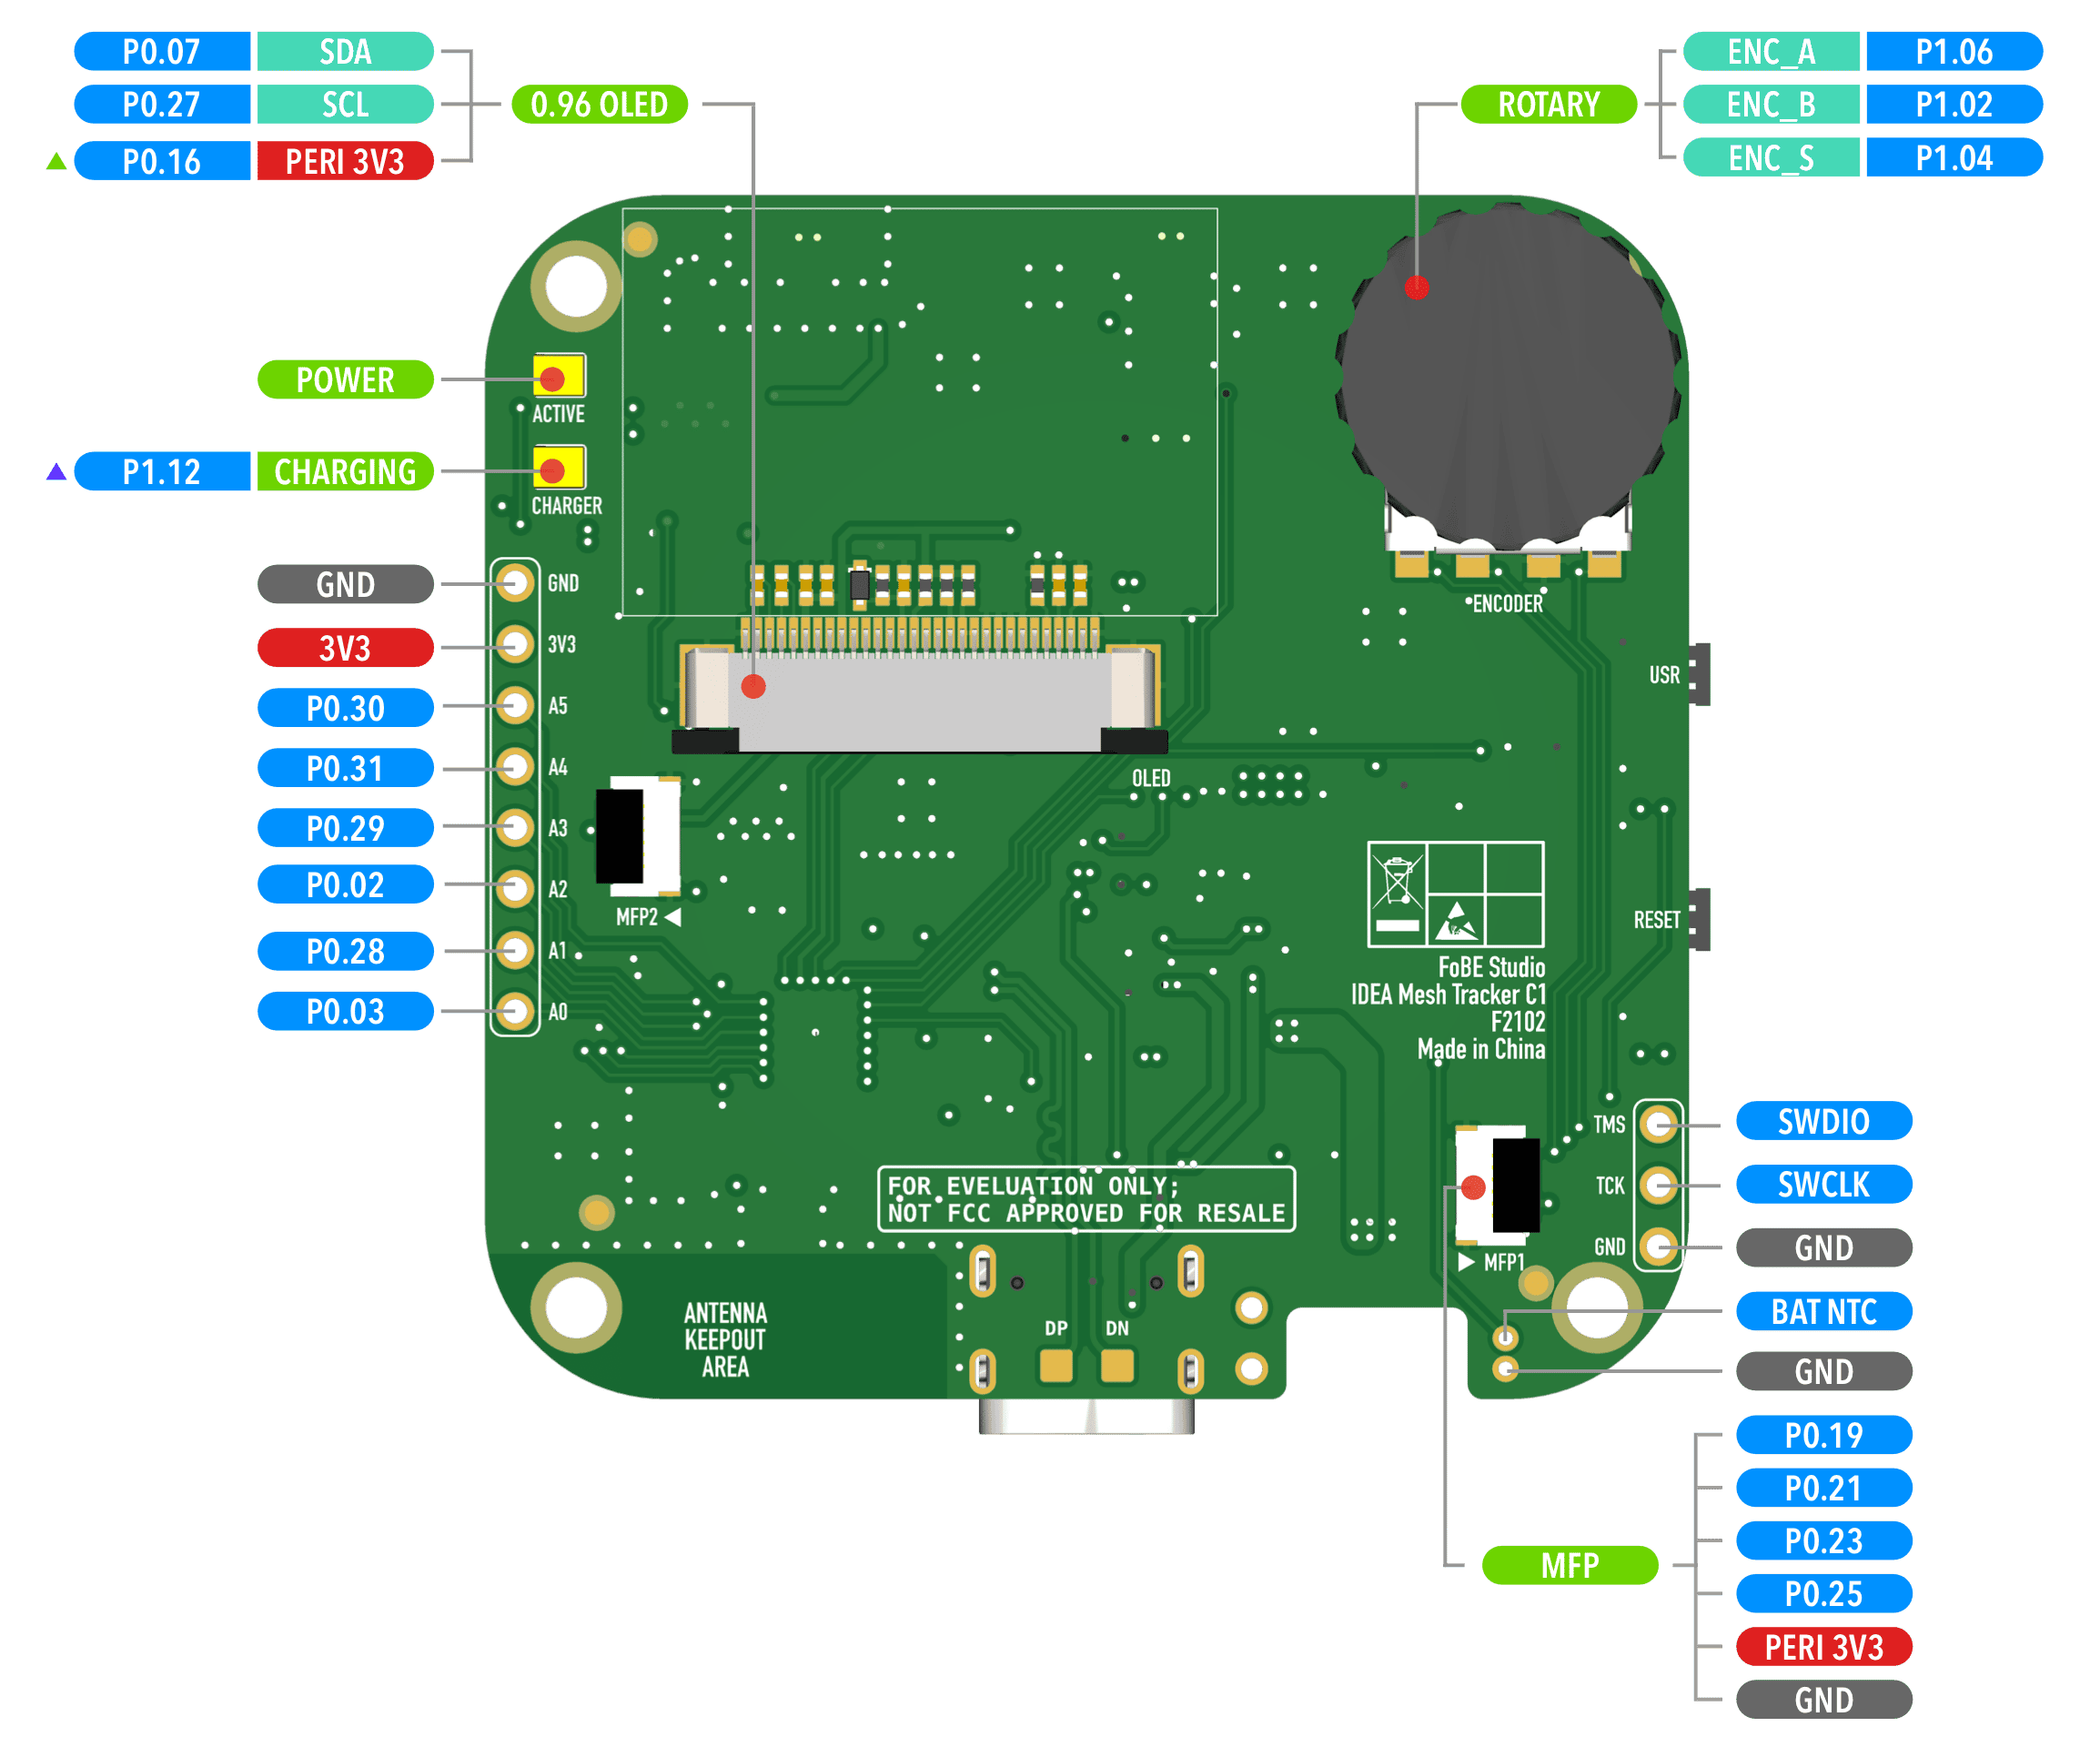 P0.07 SDA
P0.27 SCL
P0.16 PERI 3V3
0.96 OLED
ROTARY
ENC_A P1.06
ENC_B P1.02
ENC_S P1.04
POWER
ACTIVE
P1.12 CHARGING
CHARGER
GND GND
3V3 3V3
P0.30 A5
P0.31 A4
P0.29 A3
P0.02 A2
P0.28 A1
P0.03 A0
MFP2
OLED
ENCODER
USR
RESET
FoBE Studio
IDEA Mesh Tracker C1
F2102
Made in China
TMS SWDIO
TCK SWCLK
GND GND
MFP1
BAT NTC
GND
FOR EVELUATION ONLY;
NOT FCC APPROVED FOR RESALE
ANTENNA
KEEPOUT
AREA
DP DN
MFP
P0.19
P0.21
P0.23
P0.25
PERI 3V3
GND